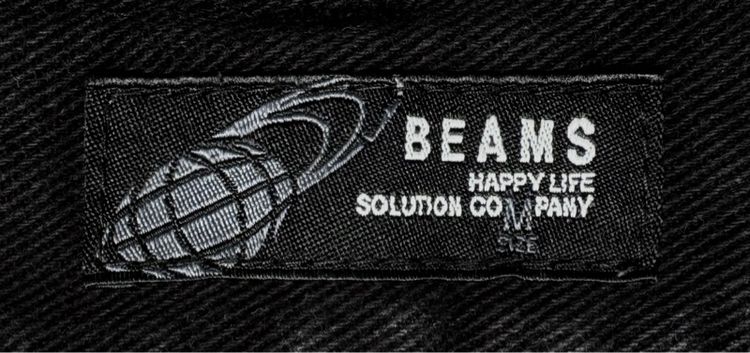 BEAMS
HAPPY LIFE
SOLUTION COMPANY
SIZE